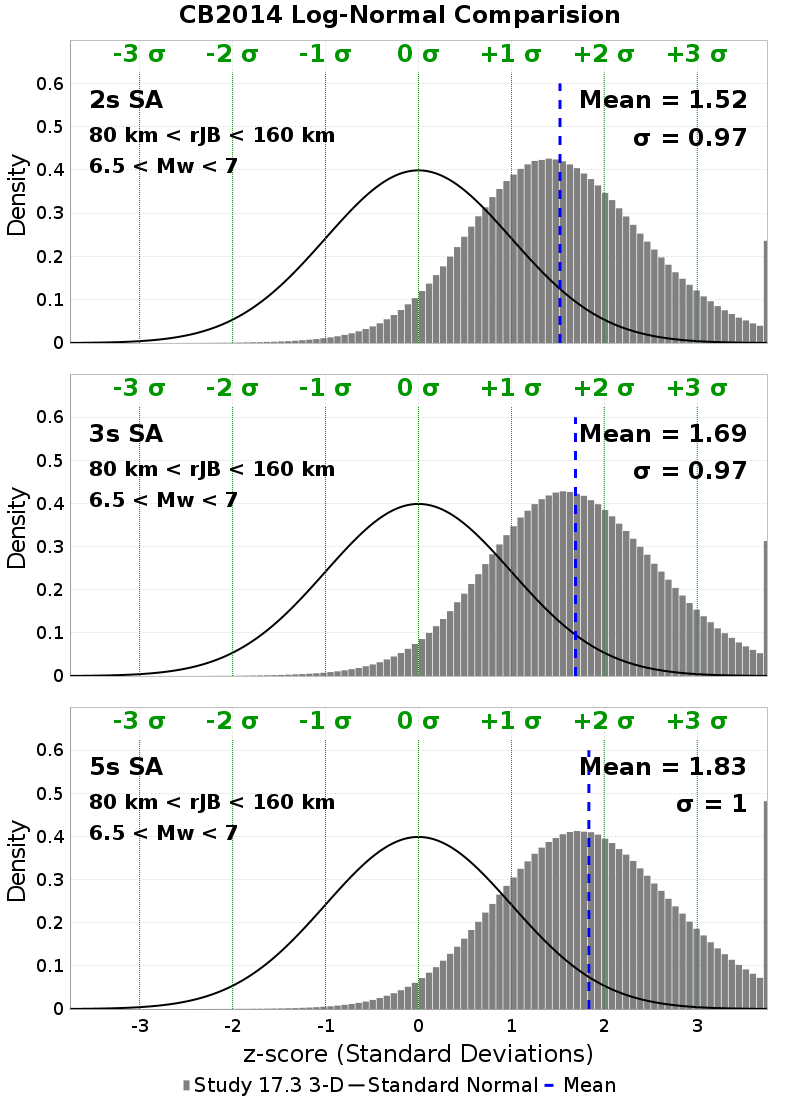 CB2014 Log-Normal Comparision
-3 σ -2 σ -1 σ 0 σ +1 σ +2 σ +3 σ
2s SA
80 km < rJB < 160 km
6.5 < Mw < 7
Mean = 1.52
σ = 0.97
Density
0.6
0.5
0.4
0.3
0.2
0.1
0
-3 σ -2 σ -1 σ 0 σ +1 σ +2 σ +3 σ
3s SA
80 km < rJB < 160 km
6.5 < Mw < 7
Mean = 1.69
σ = 0.97
Density
0.6
0.5
0.4
0.3
0.2
0.1
0
-3 σ -2 σ -1 σ 0 σ +1 σ +2 σ +3 σ
5s SA
80 km < rJB < 160 km
6.5 < Mw < 7
Mean = 1.83
σ = 1
Density
0.6
0.5
0.4
0.3
0.2
0.1
0
-3 -2 -1 0 1 2 3
z-score (Standard Deviations)
Study 17.3 3-D Standard Normal Mean